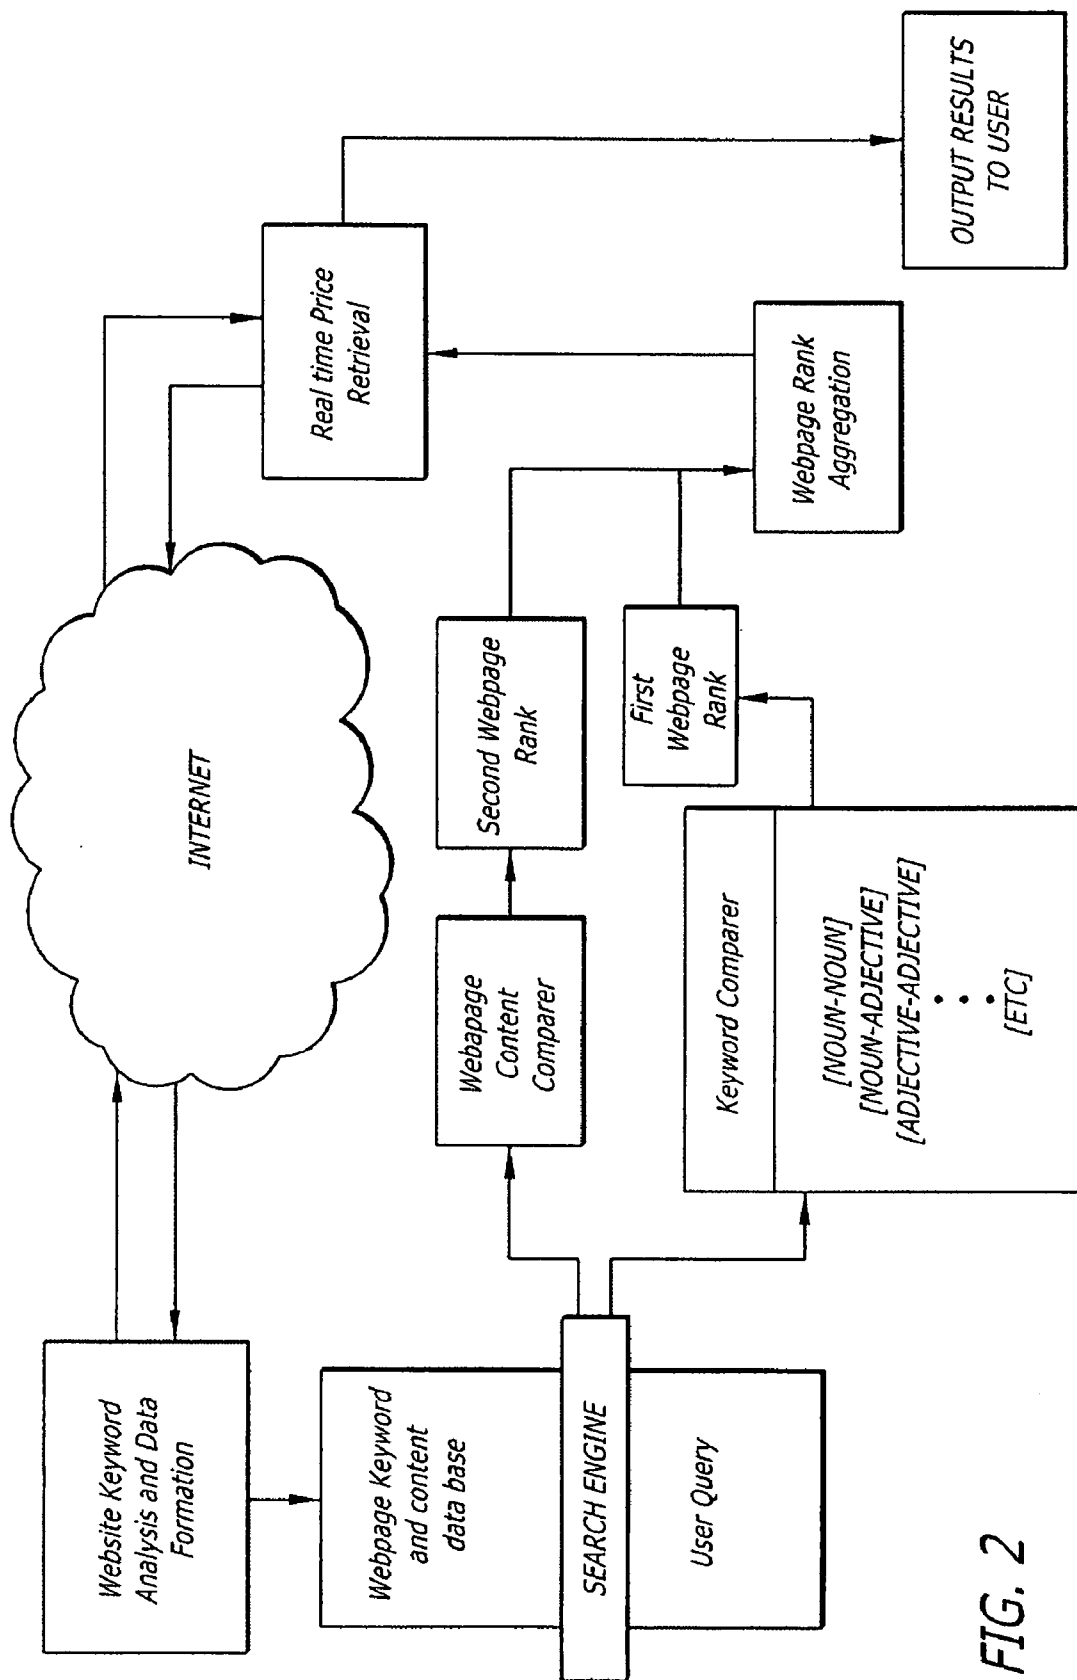 Website Keyword
Analysis and Data
Formation
INTERNET
Real time Price
Retrieval
OUTPUT RESULTS
TO USER
Webpage Keyword
and content
data base
SEARCH ENGINE
User Query
Webapage
Content
Comparer
Second Webpage
Rank
First
Webpage
Rank
Webpage Rank
Aggregation
Keyword Comparer
[NOUN-NOUN]
[NOUN-ADJECTIVE]
[ADJECTIVE-ADJECTIVE]
[ETC]
FIG. 2